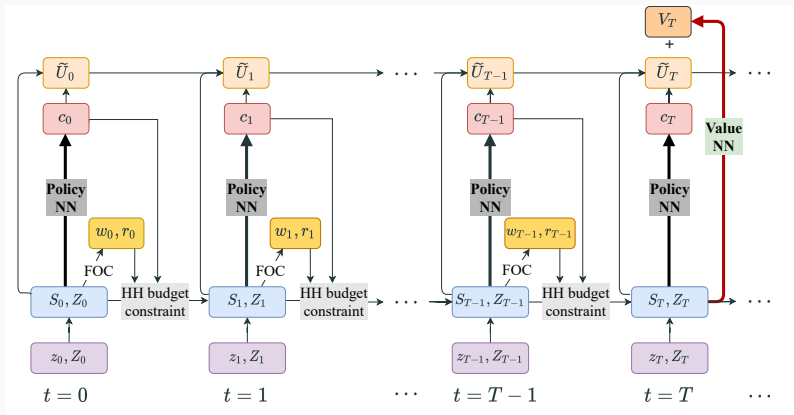 V_T
+
Ũ_0 Ũ_1 ⋯ Ũ_{T−1} Ũ_T ⋯
c_0 c_1 c_{T−1} c_T
Value
NN
Policy
NN
Policy
NN
Policy
NN
Policy
NN
w_0, r_0 w_1, r_1 w_{T−1}, r_{T−1}
FOC FOC FOC
S_0, Z_0
HH budget
constraint
S_1, Z_1
HH budget
constraint
⋯
S_{T−1}, Z_{T−1}
HH budget
constraint
S_T, Z_T
⋯
z_0, Z_0 z_1, Z_1 z_{T−1}, Z_{T−1} z_T, Z_T
t = 0 t = 1 ⋯ t = T − 1 t = T ⋯